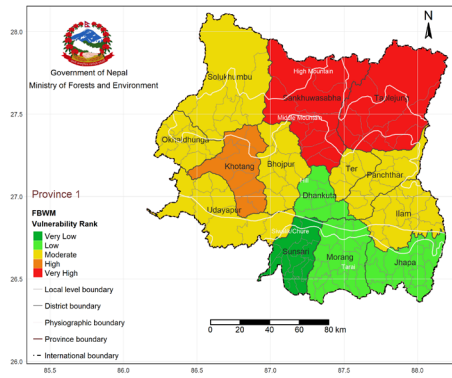 Government of Nepal
Ministry of Forests and Environment
N
High Mountain
Solukhumbu
Sankhuwasabha
Taplejung
Middle Mountain
Okhaldhunga
Khotang
Bhojpur
Ter
Panchthar
Dhankuta
Udayapur
Ilam
Siwalik/Chure
Sunsari
Morang
Terai
Jhapa
Province 1
FBWM
Vulnerability Rank
Very Low
Low
Moderate
High
Very High
Local level boundary
District boundary
Physiographic boundary
Province boundary
International boundary
0 20 40 60 80 km
28.0
27.5
27.0
26.5
26.0
85.5 86.0 86.5 87.0 87.5 88.0